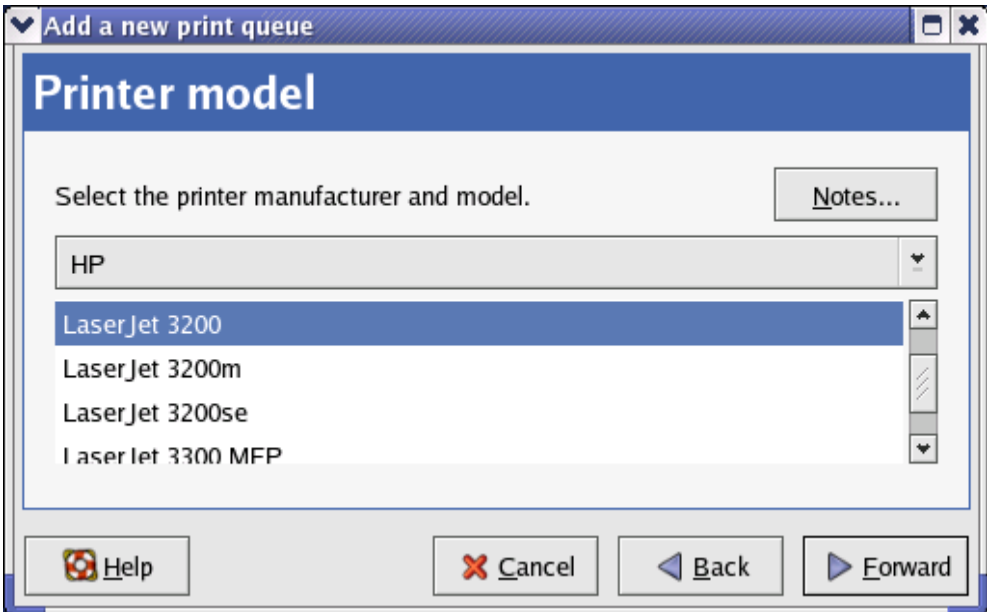 Add a new print queue
Printer model
Select the printer manufacturer and model.
Notes...
HP
LaserJet 3200
LaserJet 3200m
LaserJet 3200se
LaserJet 3300 MFP
Help
Cancel
Back
Forward